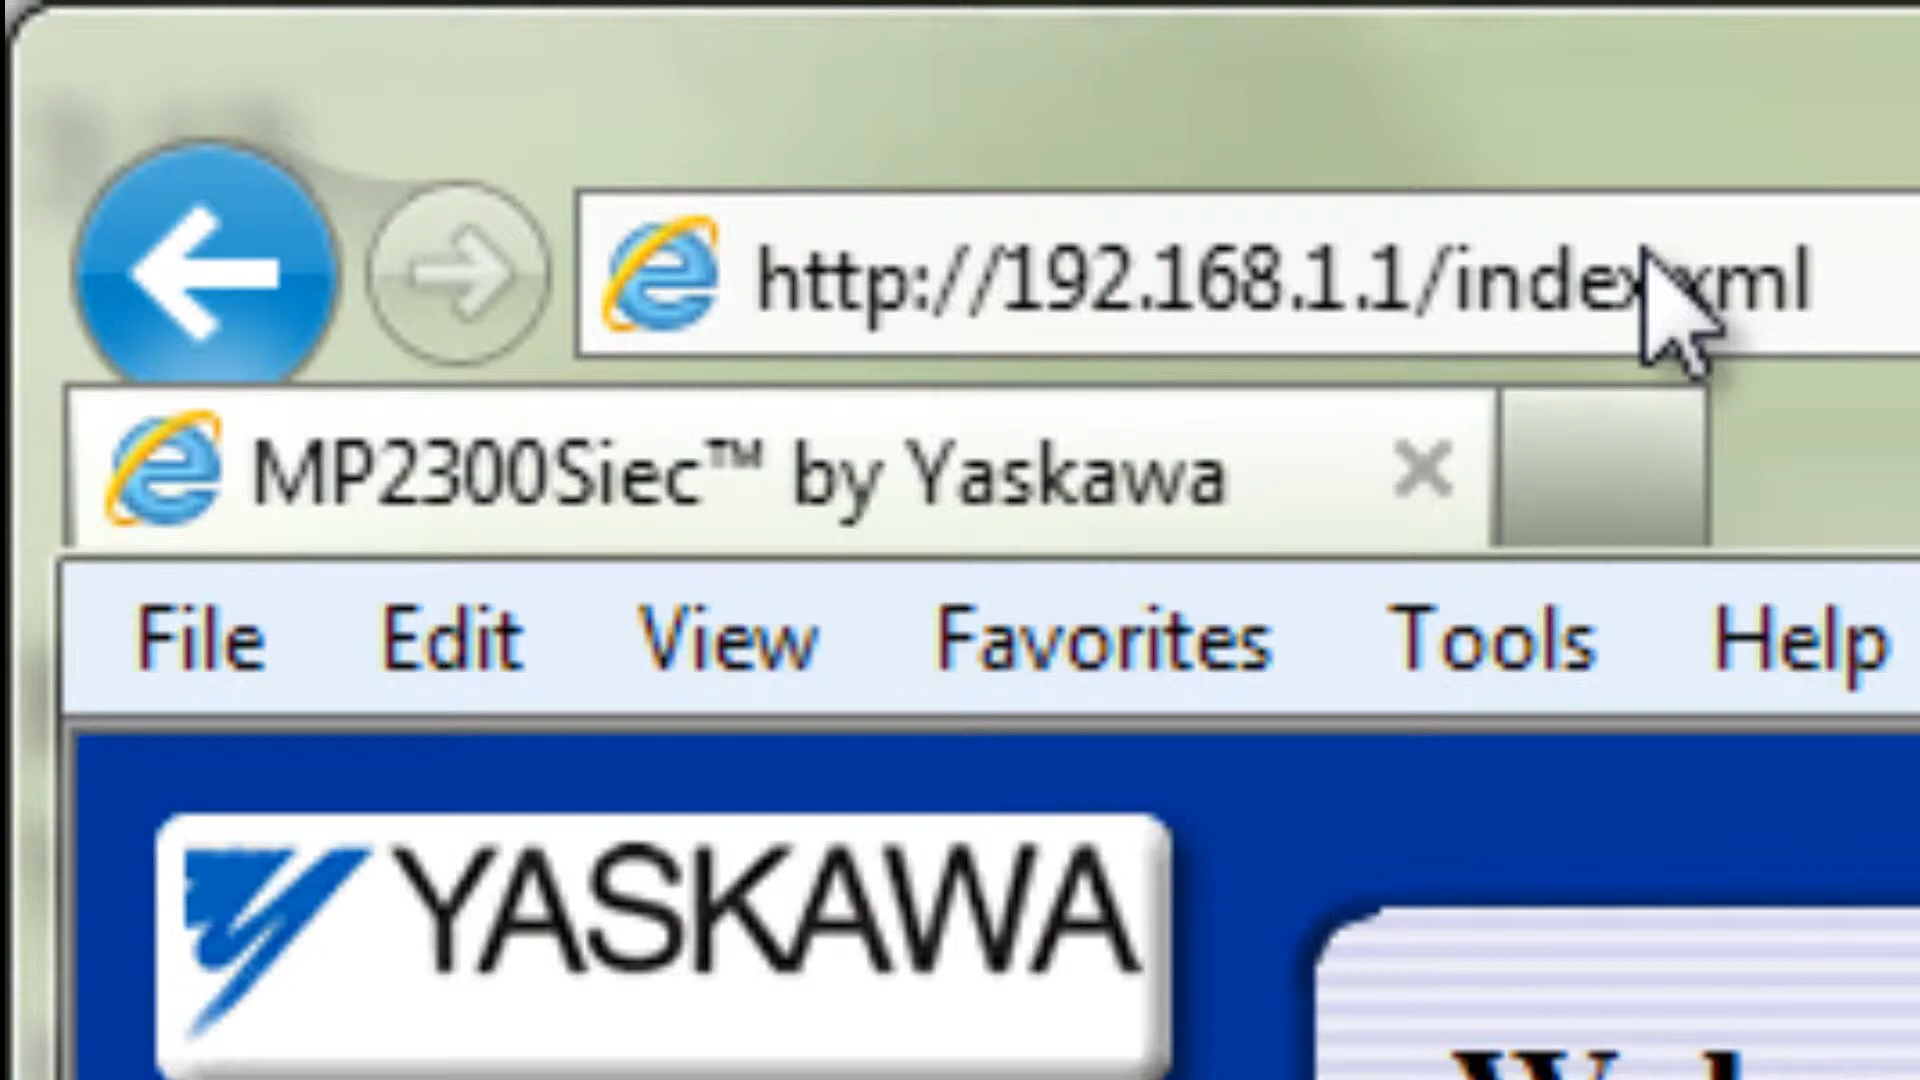 http://192.168.1.1/index.xml
MP2300Siec™ by Yaskawa
File Edit View Favorites Tools Help
YASKAWA